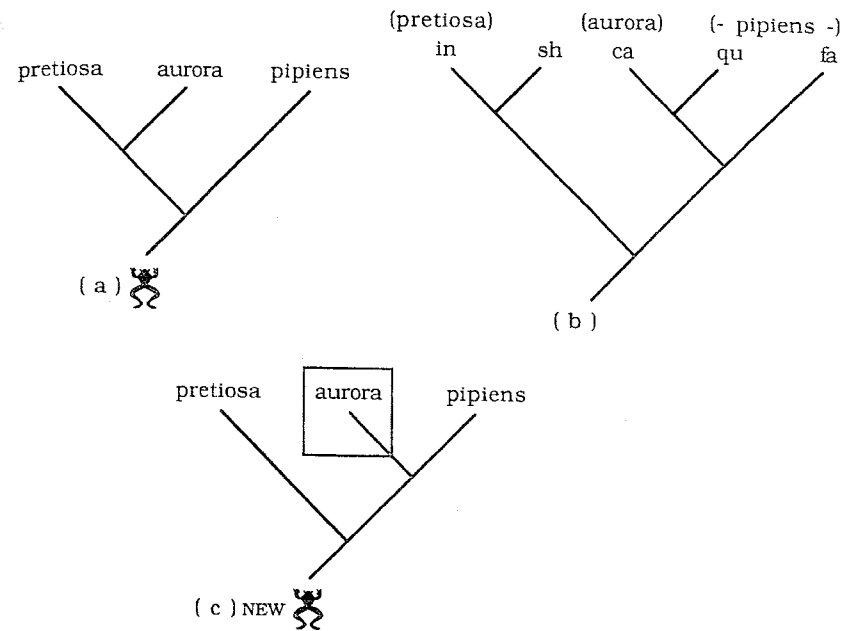 pretiosa aurora pipiens
( a )
(pretiosa) (aurora) (- pipiens -)
in sh ca qu fa
( b )
pretiosa aurora pipiens
( c ) NEW